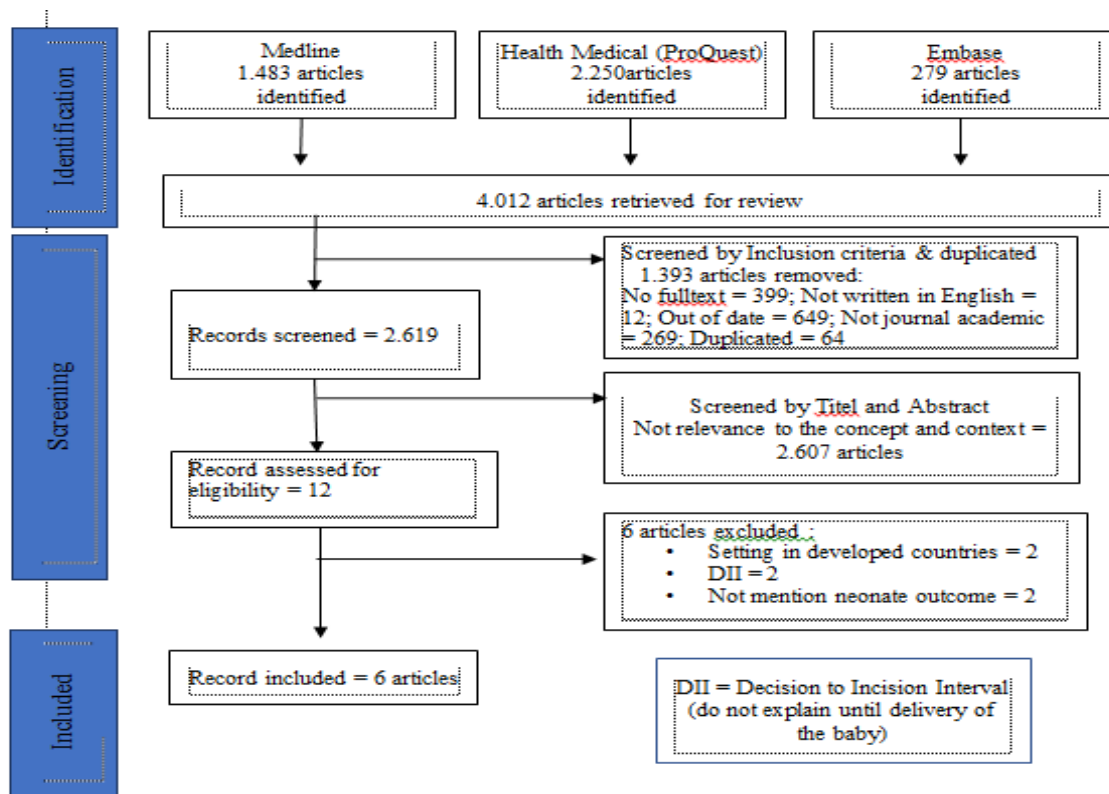 Identification
Medline
1.483 articles
identified
Health Medical (ProQuest)
2.250articles
identified
Embase
279 articles
identified
4.012 articles retrieved for review
Screening
Screened by Inclusion criteria & duplicated
1.393 articles removed:
No fulltext = 399; Not written in English =
12; Out of date = 649; Not journal academic
= 269; Duplicated = 64
Records screened = 2.619
Screened by Titel and Abstract
Not relevance to the concept and context =
2.607 articles
Record assessed for
eligibility = 12
6 articles excluded :
• Setting in developed countries = 2
• DII = 2
• Not mention neonate outcome = 2
Included
Record included = 6 articles
DII = Decision to Incision Interval
(do not explain until delivery of
the baby)